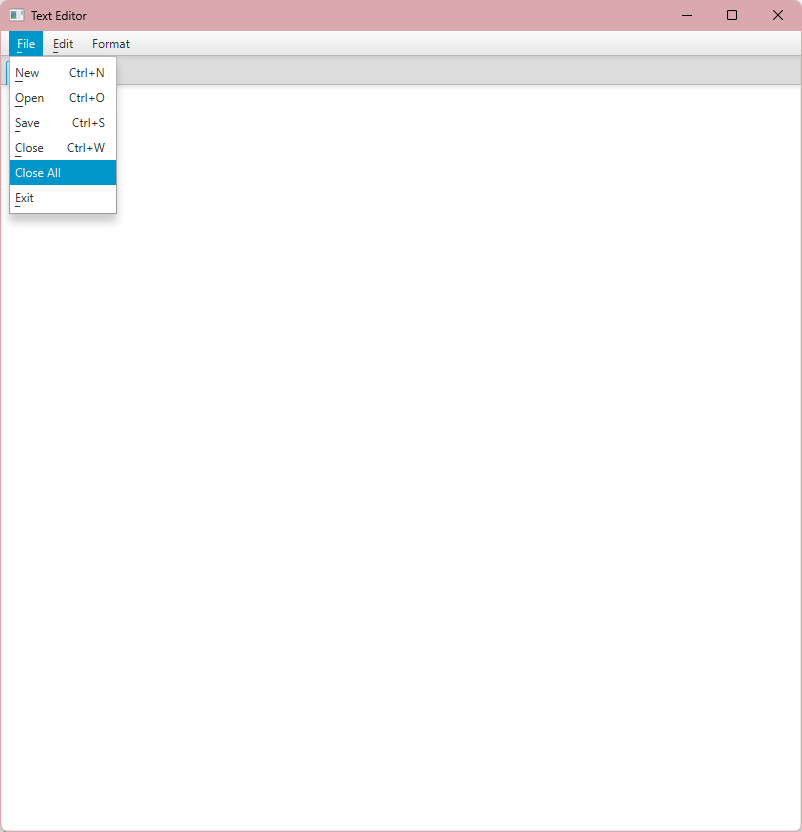 Text Editor
File Edit Format
New Ctrl+N
Open Ctrl+O
Save Ctrl+S
Close Ctrl+W
Close All
Exit